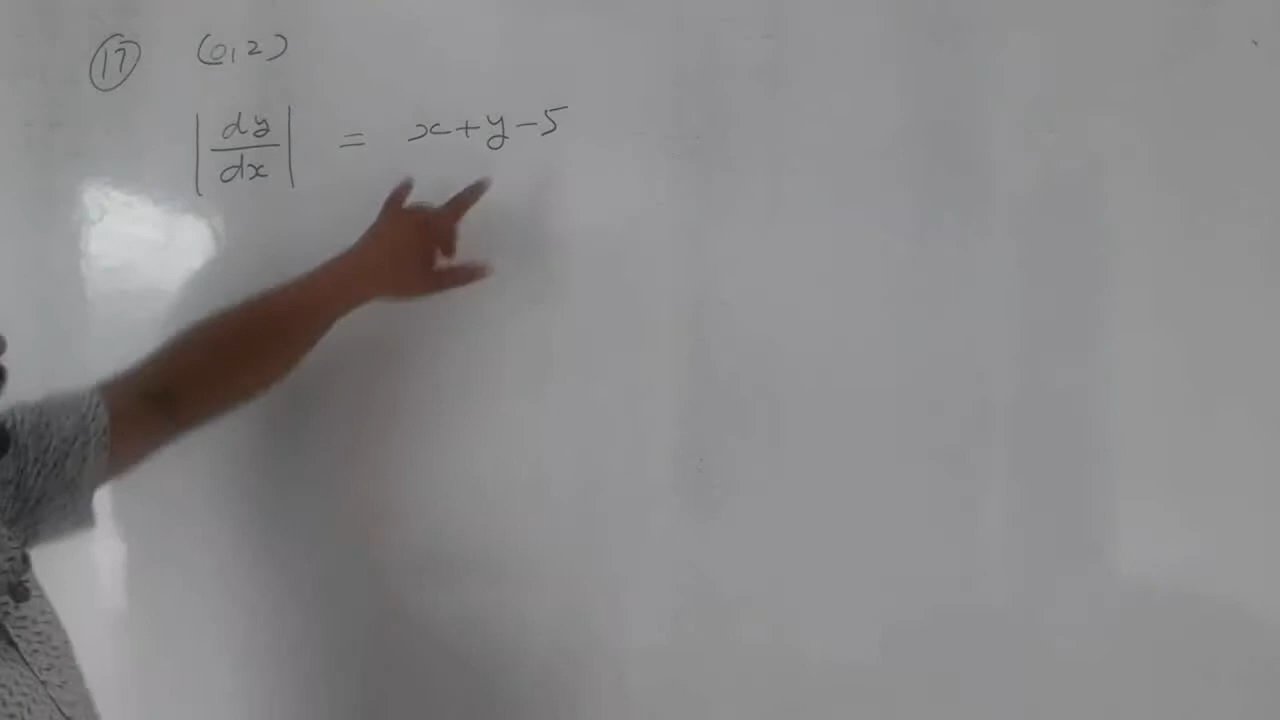 ⑰ (0,2)
|dy/dx| = x+y-5